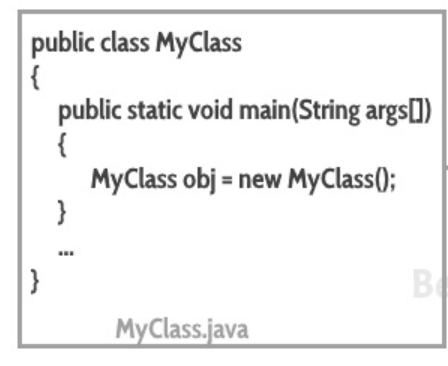 public class MyClass
{
public static void main(String args[])
{
MyClass obj = new MyClass();
}
...
}
MyClass.java